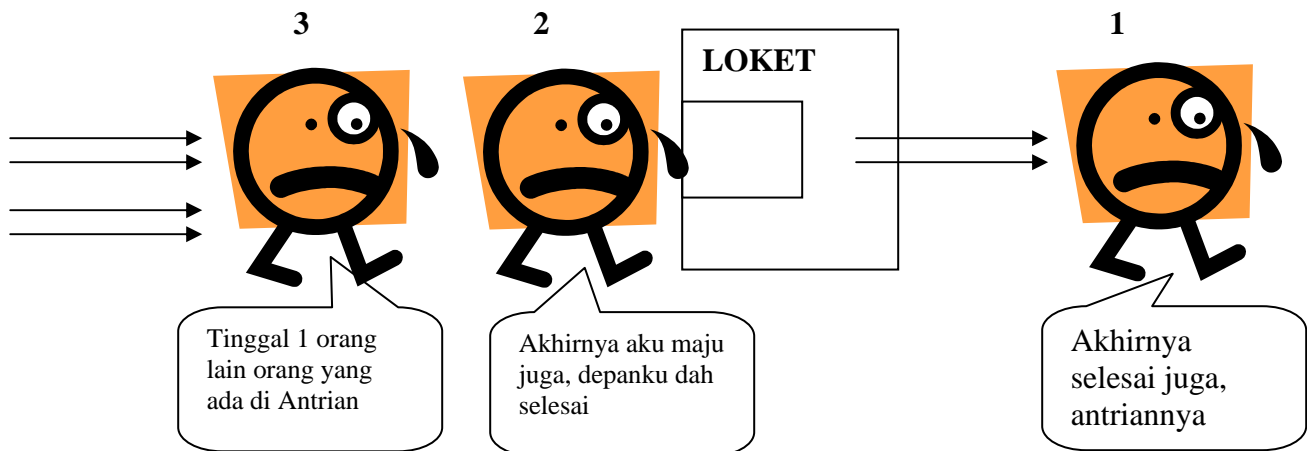 3
2
1
LOKET
Tinggal 1 orang
lain orang yang
ada di Antrian
Akhirnya aku maju
juga, depanku dah
selesai
Akhirnya
selesai juga,
antriannya